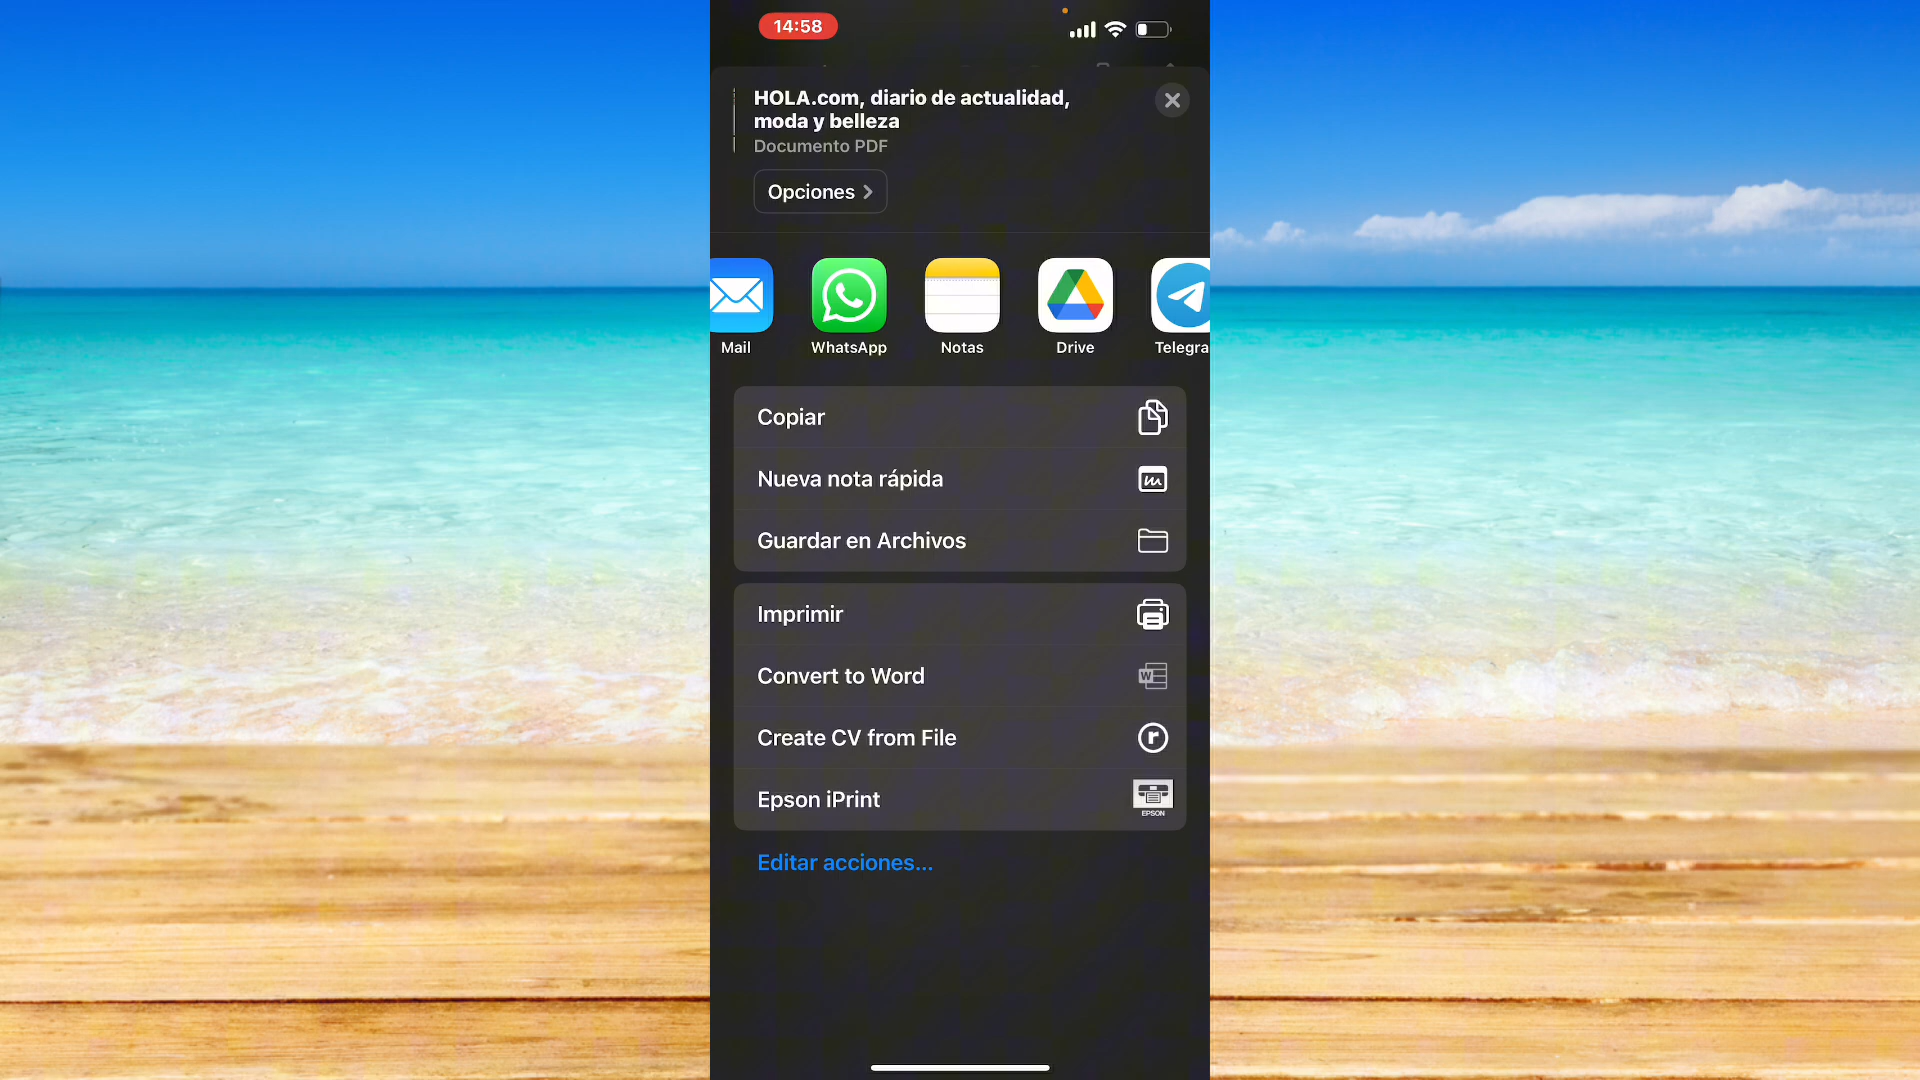 14:58
HOLA.com, diario de actualidad,
moda y belleza
Documento PDF
Opciones
Mail
WhatsApp
Notas
Drive
Telegra
Copiar
Nueva nota rápida
Guardar en Archivos
Imprimir
Convert to Word
Create CV from File
Epson iPrint
EPSON
Editar acciones...